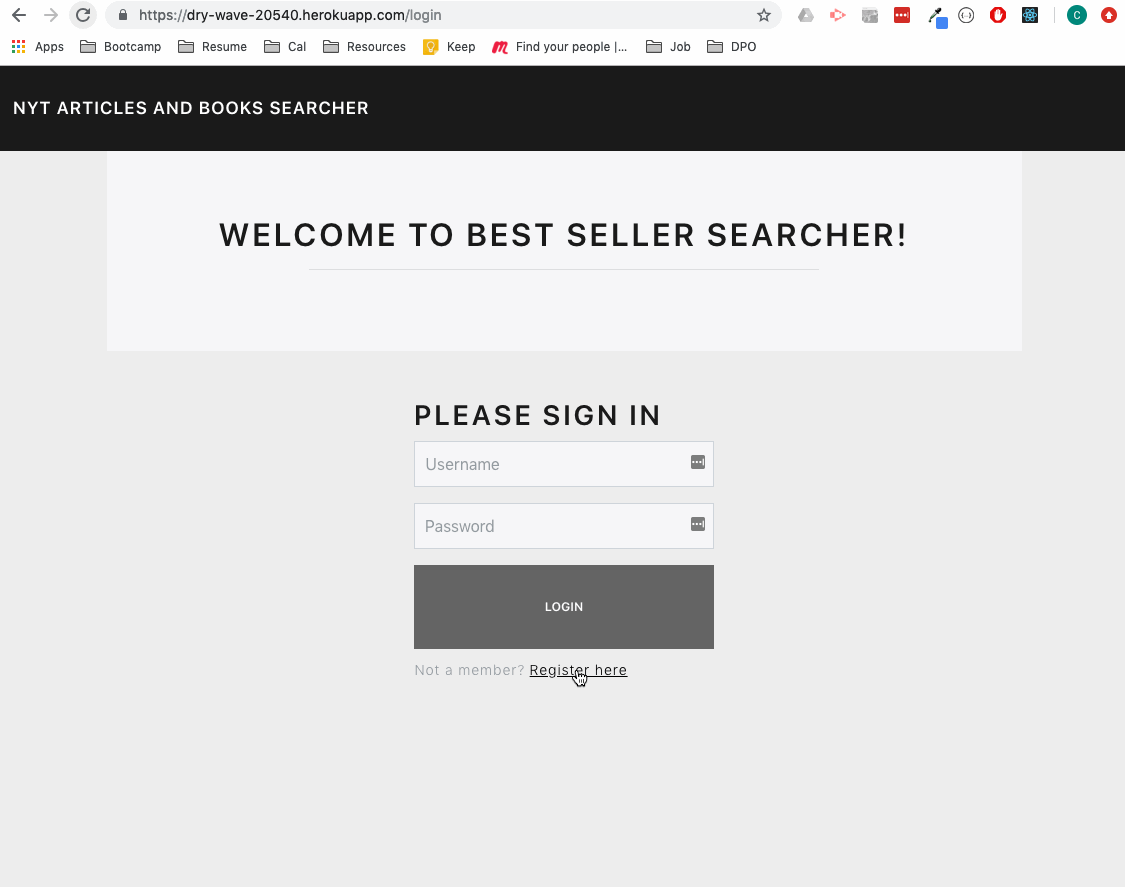 https://dry-wave-20540.herokuapp.com/login
C
Apps Bootcamp Resume Cal Resources Keep Find your people |... Job DPO
NYT ARTICLES AND BOOKS SEARCHER
WELCOME TO BEST SELLER SEARCHER!
PLEASE SIGN IN
Username
Password
LOGIN
Not a member? Register here